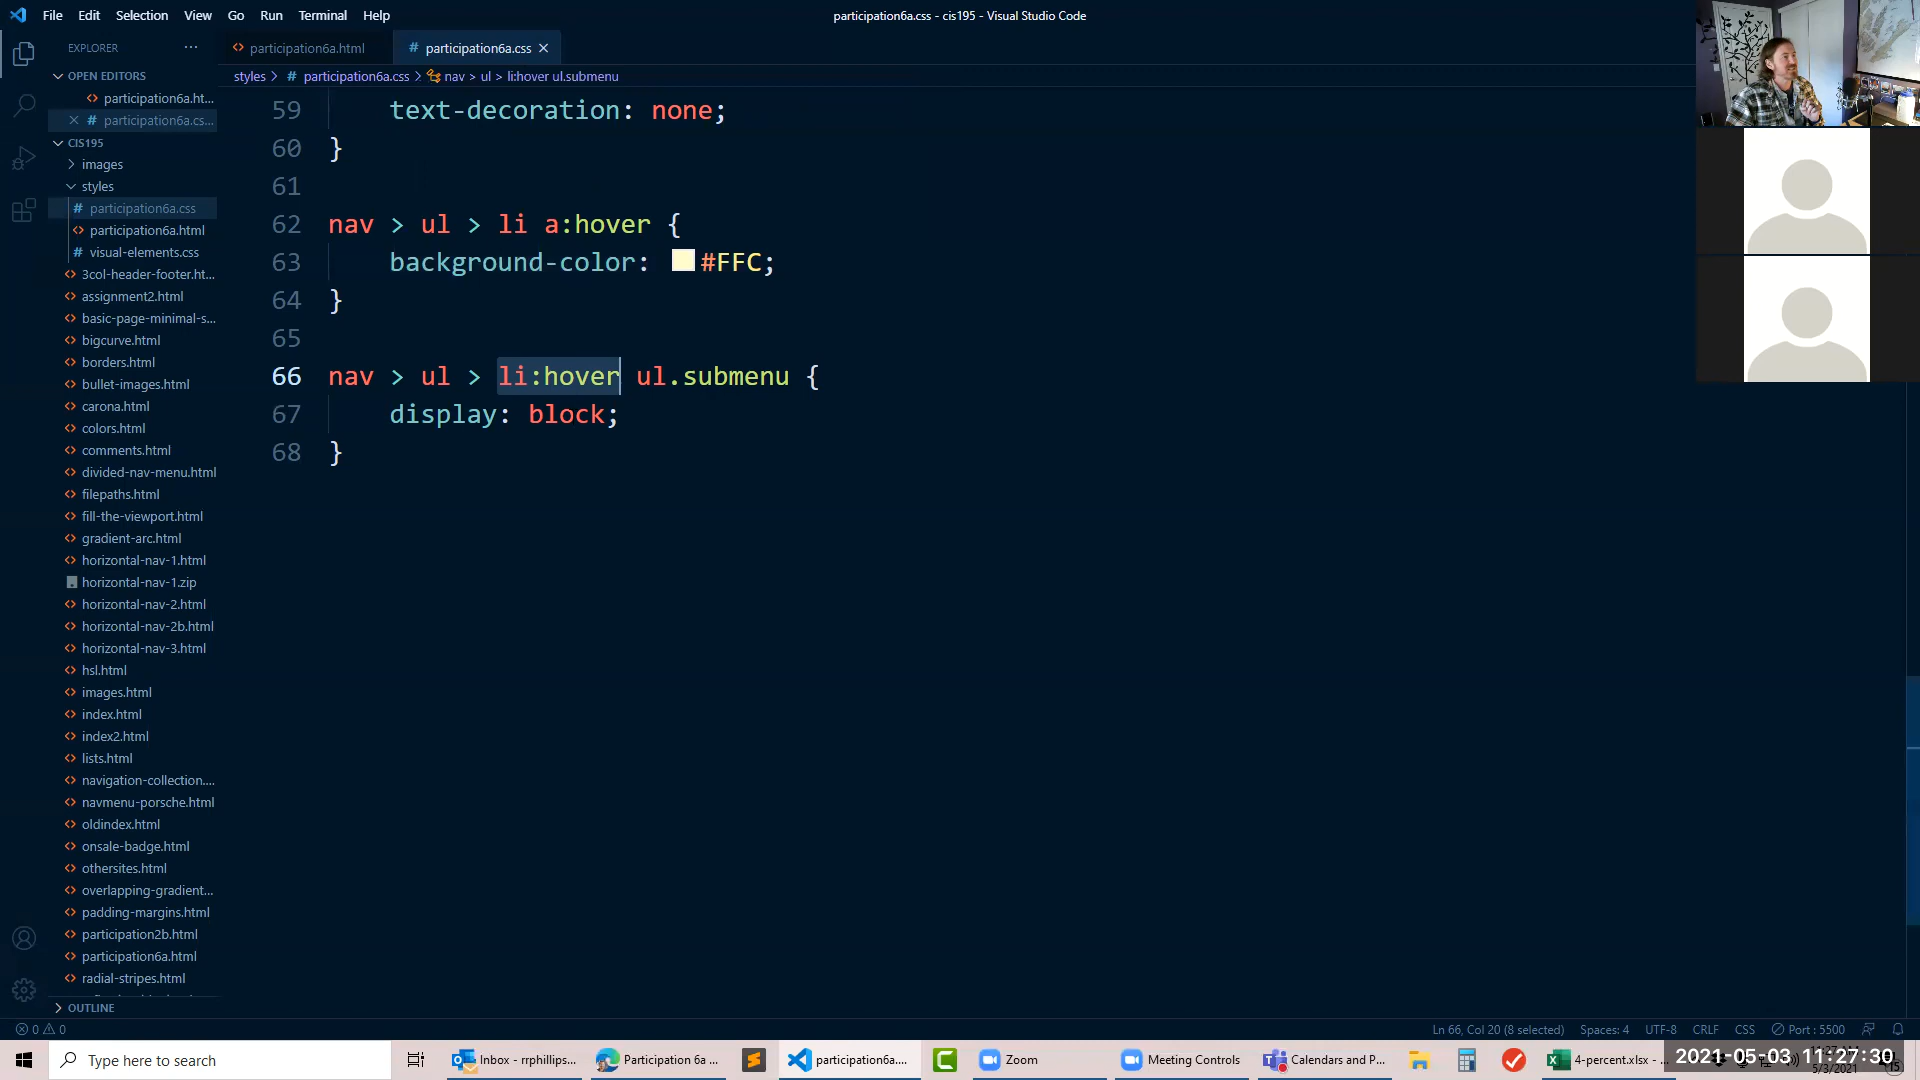 File Edit Selection View Go Run Terminal Help
participation6a.css - cis195 - Visual Studio Code
EXPLORER ···
participation6a.html
# participation6a.css ×
OPEN EDITORS
participation6a.ht...
× # participation6a.cs...
CIS195
images
styles
# participation6a.css
participation6a.html
# visual-elements.css
3col-header-footer.ht...
assignment2.html
basic-page-minimal-s...
bigcurve.html
borders.html
bullet-images.html
carona.html
colors.html
comments.html
divided-nav-menu.html
filepaths.html
fill-the-viewport.html
gradient-arc.html
horizontal-nav-1.html
horizontal-nav-1.zip
horizontal-nav-2.html
horizontal-nav-2b.html
horizontal-nav-3.html
hsl.html
images.html
index.html
index2.html
lists.html
navigation-collection....
navmenu-porsche.html
oldindex.html
onsale-badge.html
othersites.html
overlapping-gradient...
padding-margins.html
participation2b.html
participation6a.html
radial-stripes.html
OUTLINE
styles > # participation6a.css > nav > ul > li:hover ul.submenu
59 text-decoration: none;
60 }
61
62 nav > ul > li a:hover {
63 background-color: #FFC;
64 }
65
66 nav > ul > li:hover ul.submenu {
67 display: block;
68 }
0 0
Ln 66, Col 20 (8 selected) Spaces: 4 UTF-8 CRLF CSS Port : 5500
Type here to search
Inbox - rrphillips...
Participation 6a ...
participation6a....
Zoom
Meeting Controls
Calendars and P...
4-percent.xlsx - ...
2021-05-03 11:27:30
5/3/2021
15